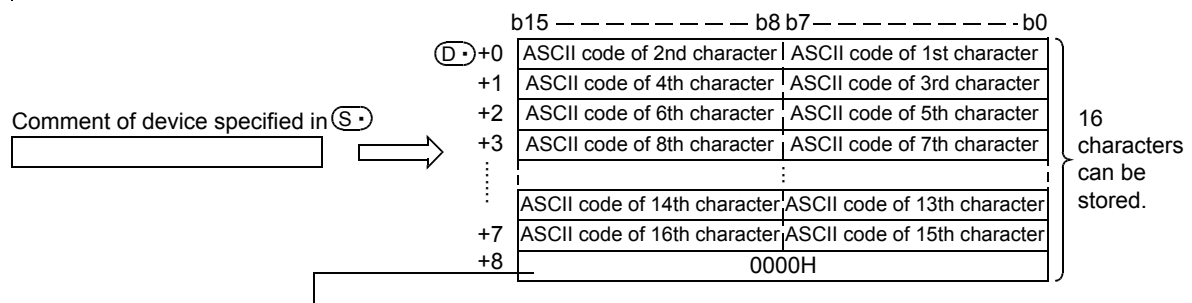 b15 — — — — — — — b8 b7 — — — — — — - b0
(D·)+0 ASCII code of 2nd character ASCII code of 1st character
+1 ASCII code of 4th character ASCII code of 3rd character
Comment of device specified in (S·)
+2 ASCII code of 6th character ASCII code of 5th character
+3 ASCII code of 8th character ASCII code of 7th character
ASCII code of 14th character ASCII code of 13th character
+7 ASCII code of 16th character ASCII code of 15th character
+8 0000H
16
characters
can be
stored.